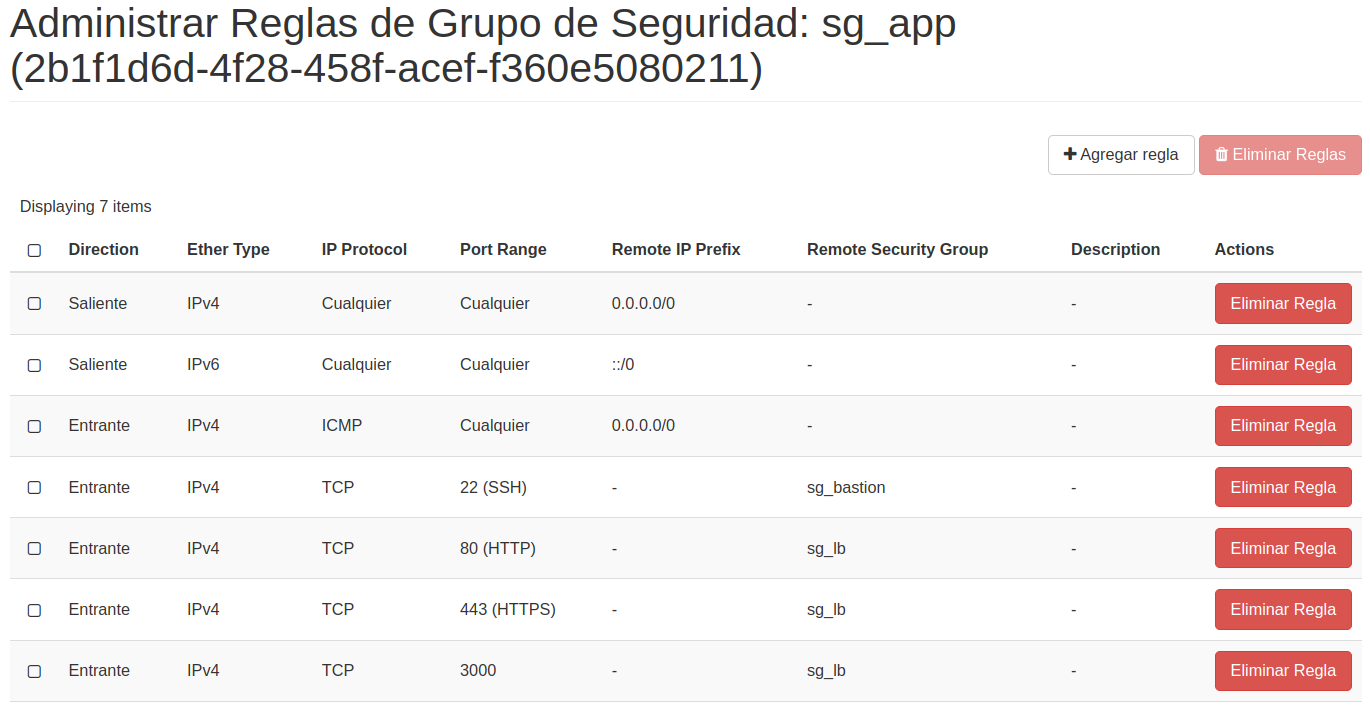 Administrar Reglas de Grupo de Seguridad: sg_app
(2b1f1d6d-4f28-458f-acef-f360e5080211)
Agregar regla Eliminar Reglas
Displaying 7 items
Direction Ether Type IP Protocol Port Range Remote IP Prefix Remote Security Group Description Actions
Saliente IPv4 Cualquier Cualquier 0.0.0.0/0 - - Eliminar Regla
Saliente IPv6 Cualquier Cualquier ::/0 - - Eliminar Regla
Entrante IPv4 ICMP Cualquier 0.0.0.0/0 - - Eliminar Regla
Entrante IPv4 TCP 22 (SSH) - sg_bastion - Eliminar Regla
Entrante IPv4 TCP 80 (HTTP) - sg_lb - Eliminar Regla
Entrante IPv4 TCP 443 (HTTPS) - sg_lb - Eliminar Regla
Entrante IPv4 TCP 3000 - sg_lb - Eliminar Regla